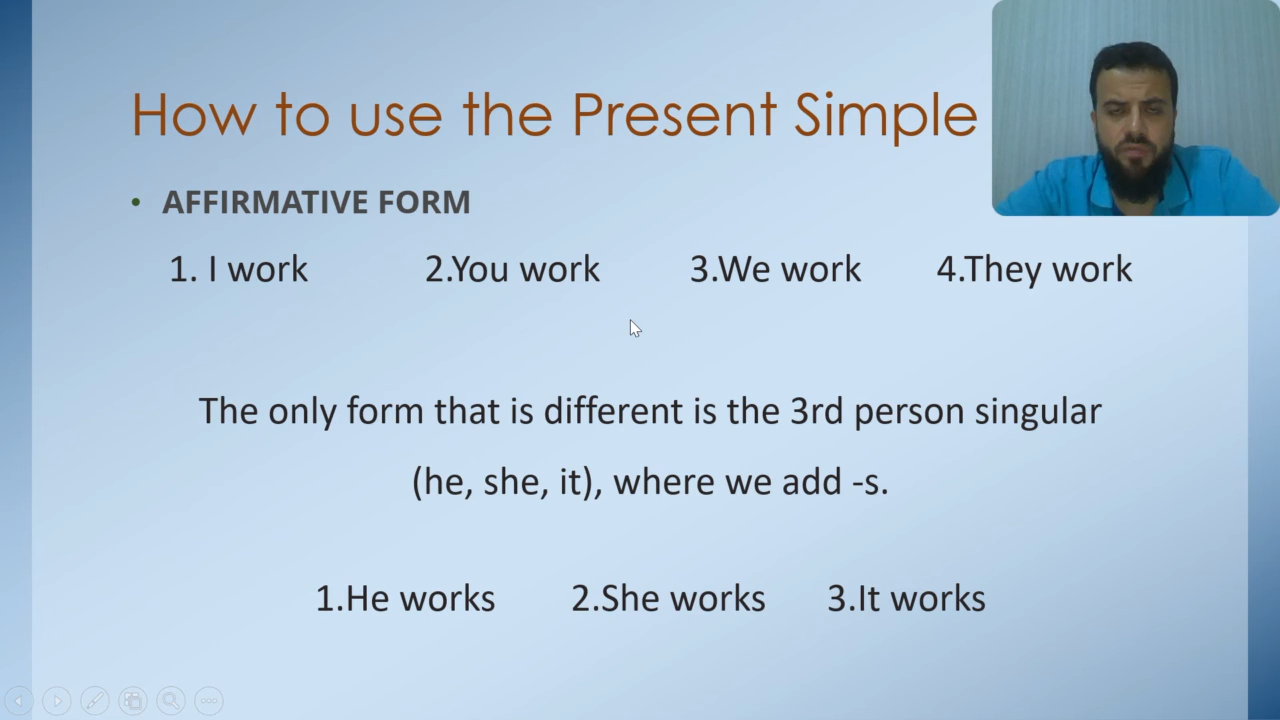 How to use the Present Simple
• AFFIRMATIVE FORM
1. I work 2.You work 3.We work 4.They work
The only form that is different is the 3rd person singular
(he, she, it), where we add -s.
1.He works 2.She works 3.It works